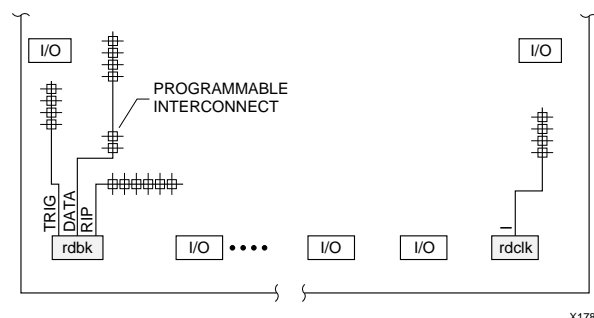 I/O
I/O
PROGRAMMABLE
INTERCONNECT
TRIG
DATA
RIP
I
rdbk
I/O
I/O
I/O
rdclk